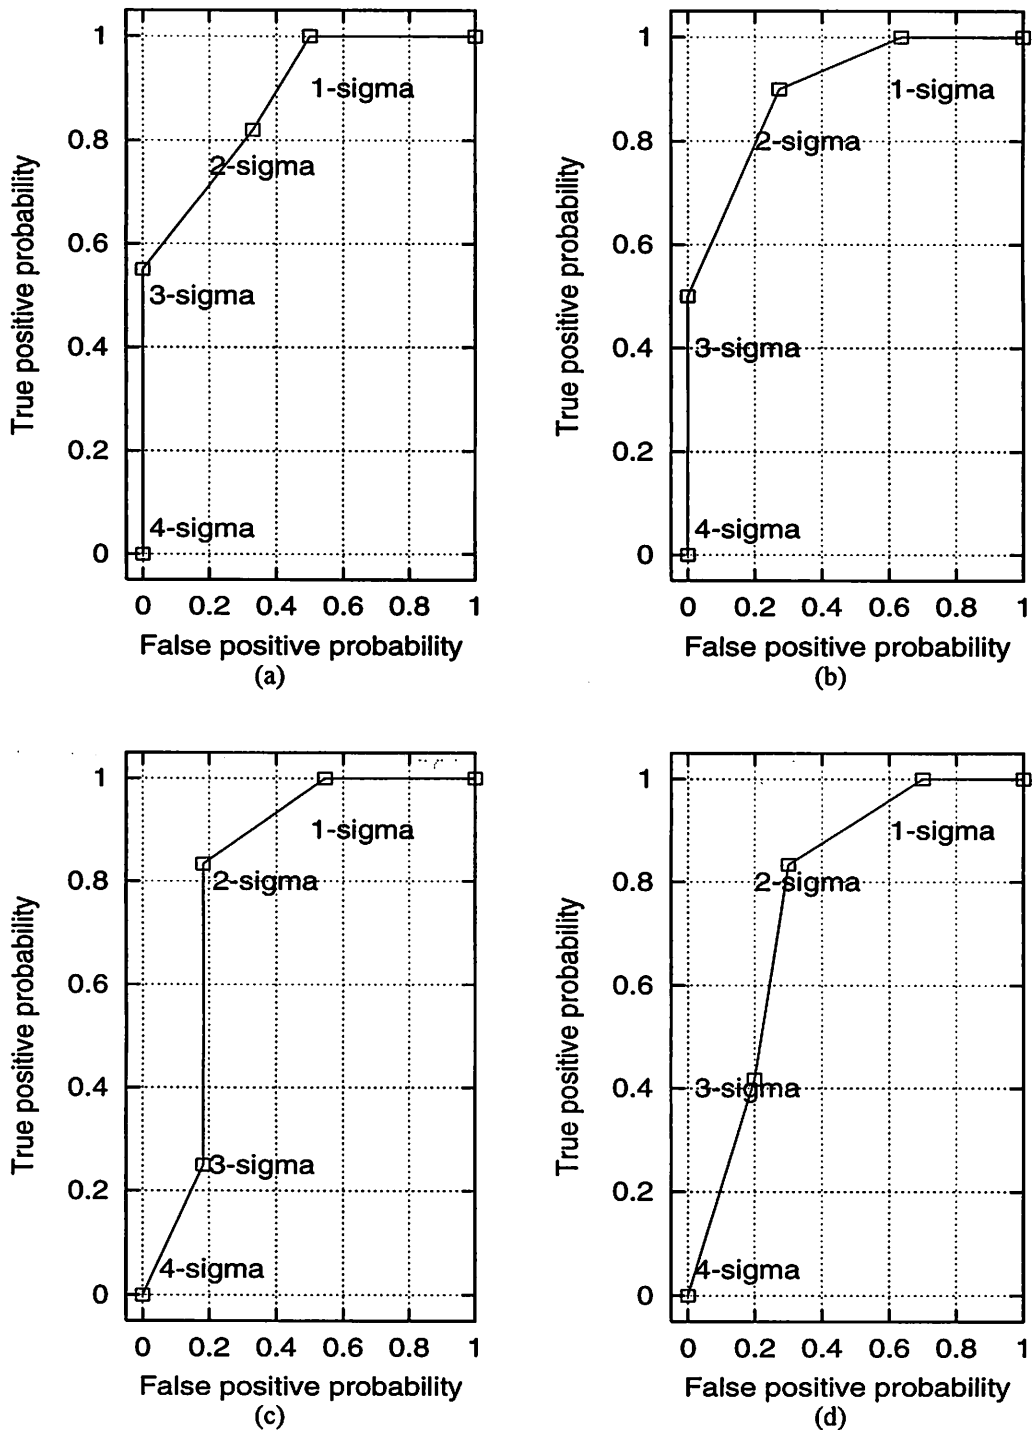 1
0.8
0.6
0.4
0.2
0
True positive probability
1-sigma
2-sigma
3-sigma
4-sigma
0 0.2 0.4 0.6 0.8 1
False positive probability
(a)
1
0.8
0.6
0.4
0.2
0
True positive probability
1-sigma
2-sigma
3-sigma
4-sigma
0 0.2 0.4 0.6 0.8 1
False positive probability
(b)
1
0.8
0.6
0.4
0.2
0
True positive probability
1-sigma
2-sigma
3-sigma
4-sigma
0 0.2 0.4 0.6 0.8 1
False positive probability
(c)
1
0.8
0.6
0.4
0.2
0
True positive probability
1-sigma
2-sigma
3-sigma
4-sigma
0 0.2 0.4 0.6 0.8 1
False positive probability
(d)